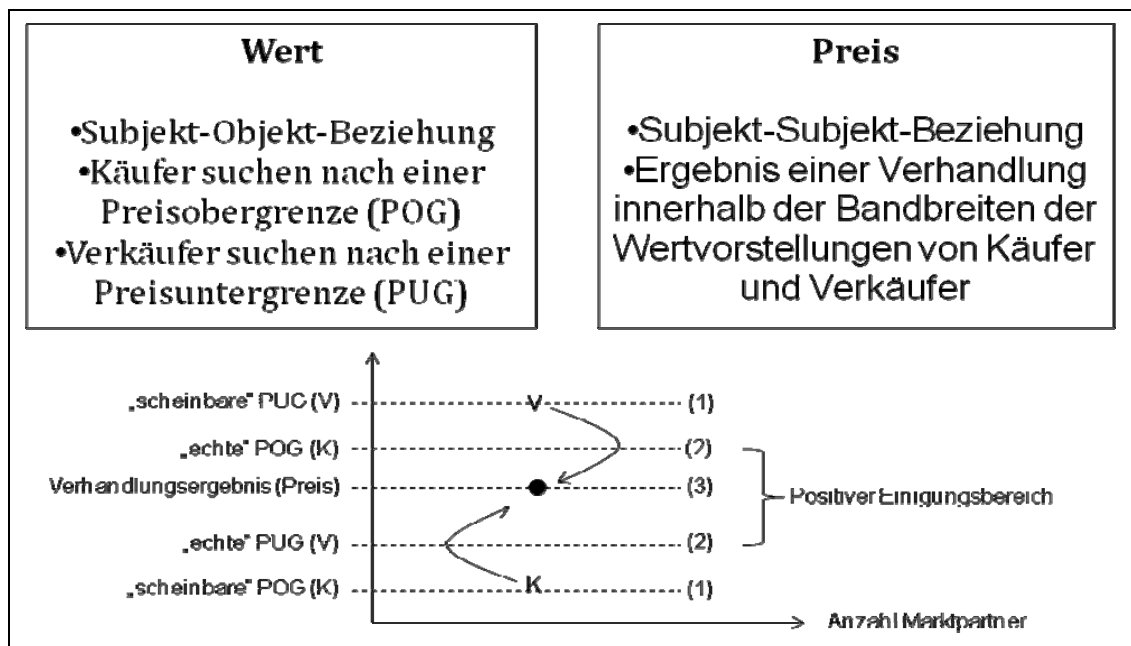 Wert
•Subjekt-Objekt-Beziehung
•Käufer suchen nach einer
Preisobergrenze (POG)
•Verkäufer suchen nach einer
Preisuntergrenze (PUG)
Preis
•Subjekt-Subjekt-Beziehung
•Ergebnis einer Verhandlung
innerhalb der Bandbreiten der
Wertvorstellungen von Käufer
und Verkäufer
„scheinbare" PUG (V)
V
(1)
„echte" POG (K)
(2)
Verhandlungsergebnis (Preis)
(3)
Positiver Einigungsbereich
„echte" PUG (V)
(2)
„scheinbare" POG (K)
K
(1)
Anzahl Marktpartner